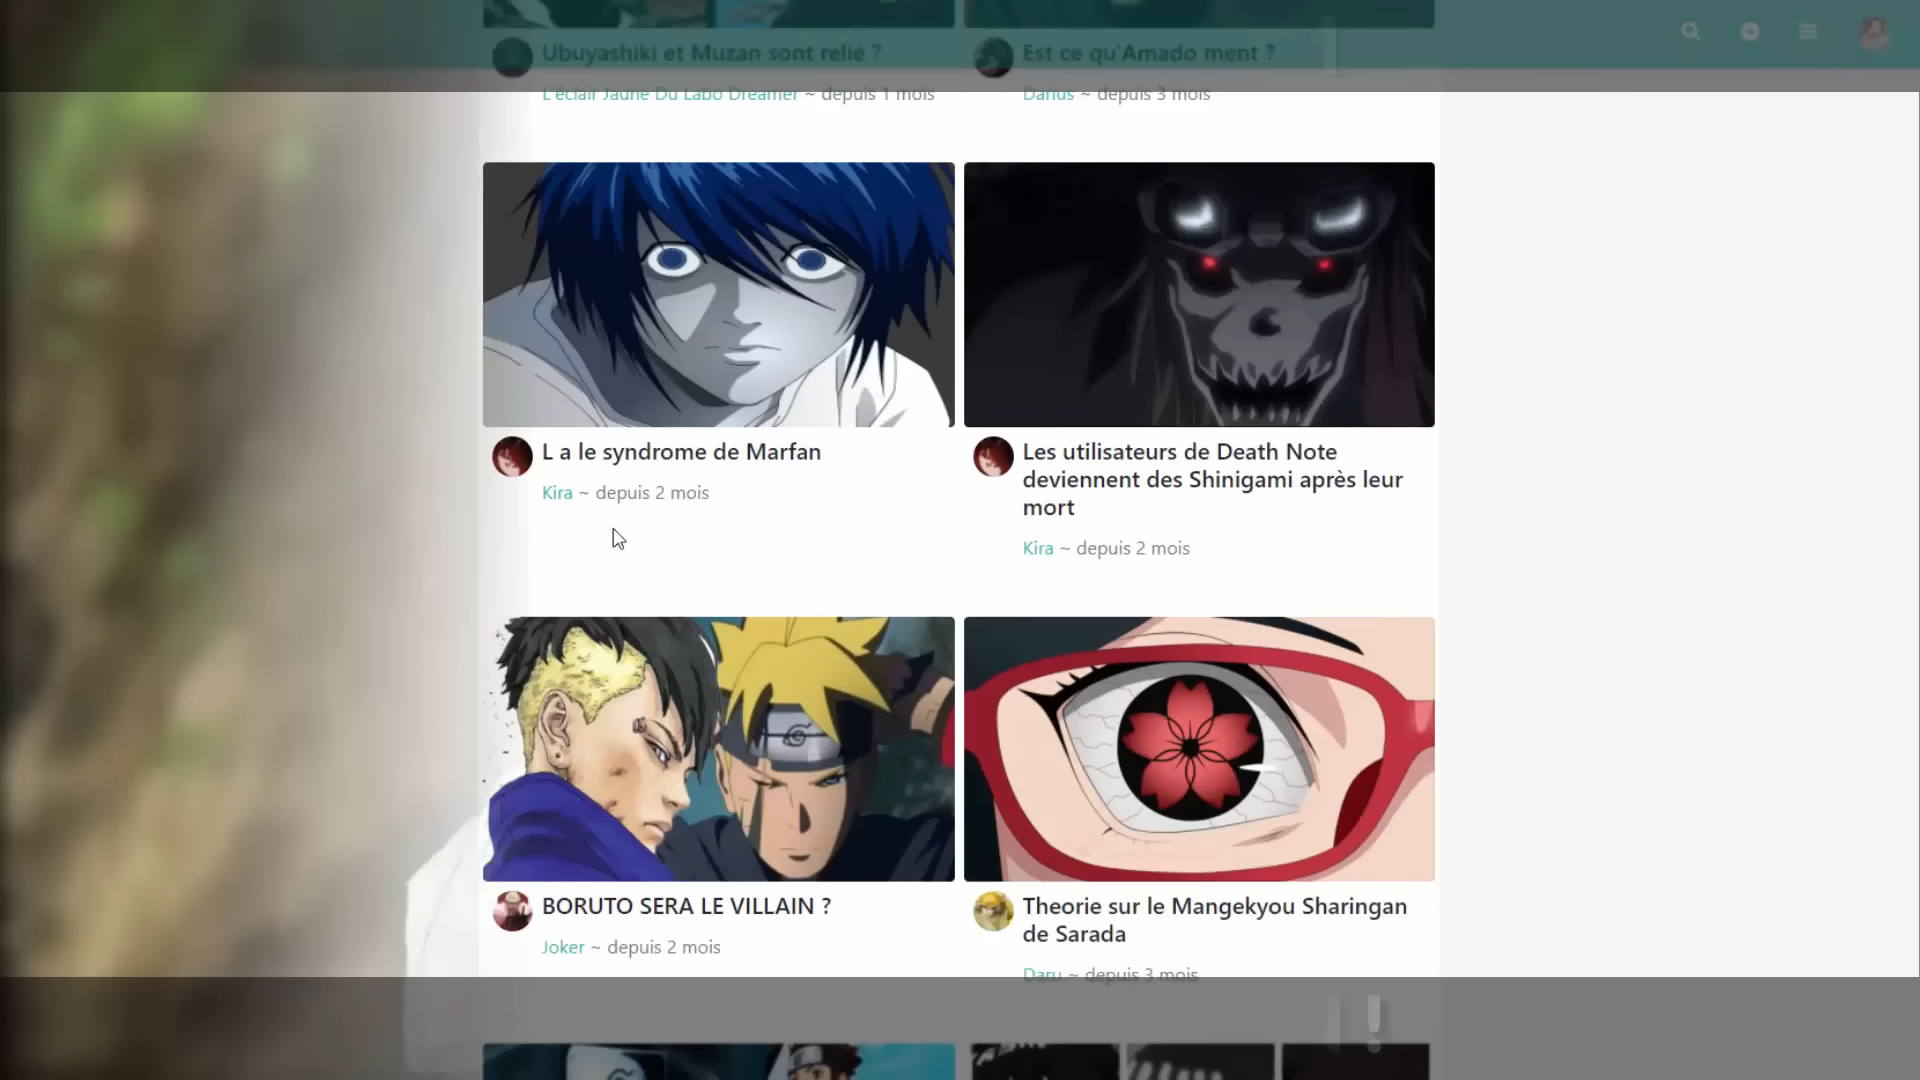 Ubuyashiki et Muzan sont relié ?
L'éclair Jaune Du Labo Dreamer ~ depuis 1 mois
Est ce qu'Amado ment ?
Darius ~ depuis 3 mois
L a le syndrome de Marfan
Kira ~ depuis 2 mois
Les utilisateurs de Death Note
deviennent des Shinigami après leur
mort
Kira ~ depuis 2 mois
BORUTO SERA LE VILLAIN ?
Joker ~ depuis 2 mois
Theorie sur le Mangekyou Sharingan
de Sarada
Daru ~ depuis 3 mois
!